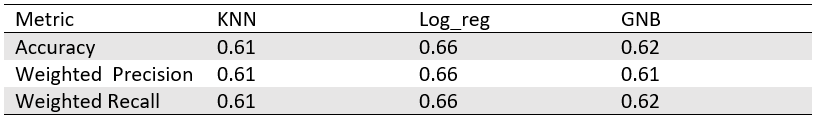 Metric KNN Log_reg GNB
Accuracy 0.61 0.66 0.62
Weighted Precision 0.61 0.66 0.61
Weighted Recall 0.61 0.66 0.62